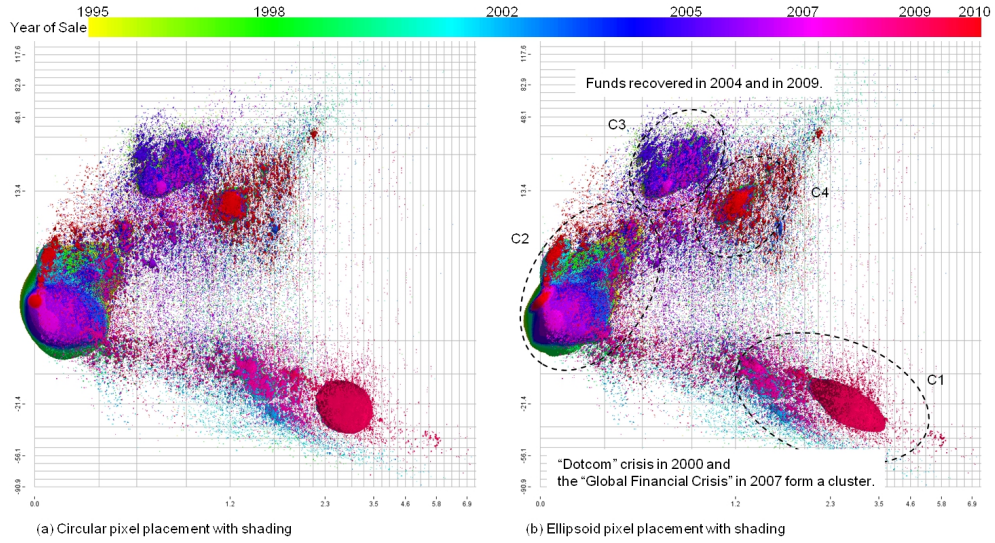 1995 1998 2002 2005 2007 2009 2010
Year of Sale
117.6 117.6
82.9 82.9
Funds recovered in 2004 and in 2009.
48.1 48.1
C3
13.4 13.4
C4
C2
C1
-21.4 -21.4
-56.1 -56.1
"Dotcom" crisis in 2000 and
the "Global Financial Crisis" in 2007 form a cluster.
-90.9 -90.9
0.0 1.2 2.3 3.5 5.8 6.9 0.0 1.2 2.3 3.5 5.8 6.9
(a) Circular pixel placement with shading
(b) Ellipsoid pixel placement with shading